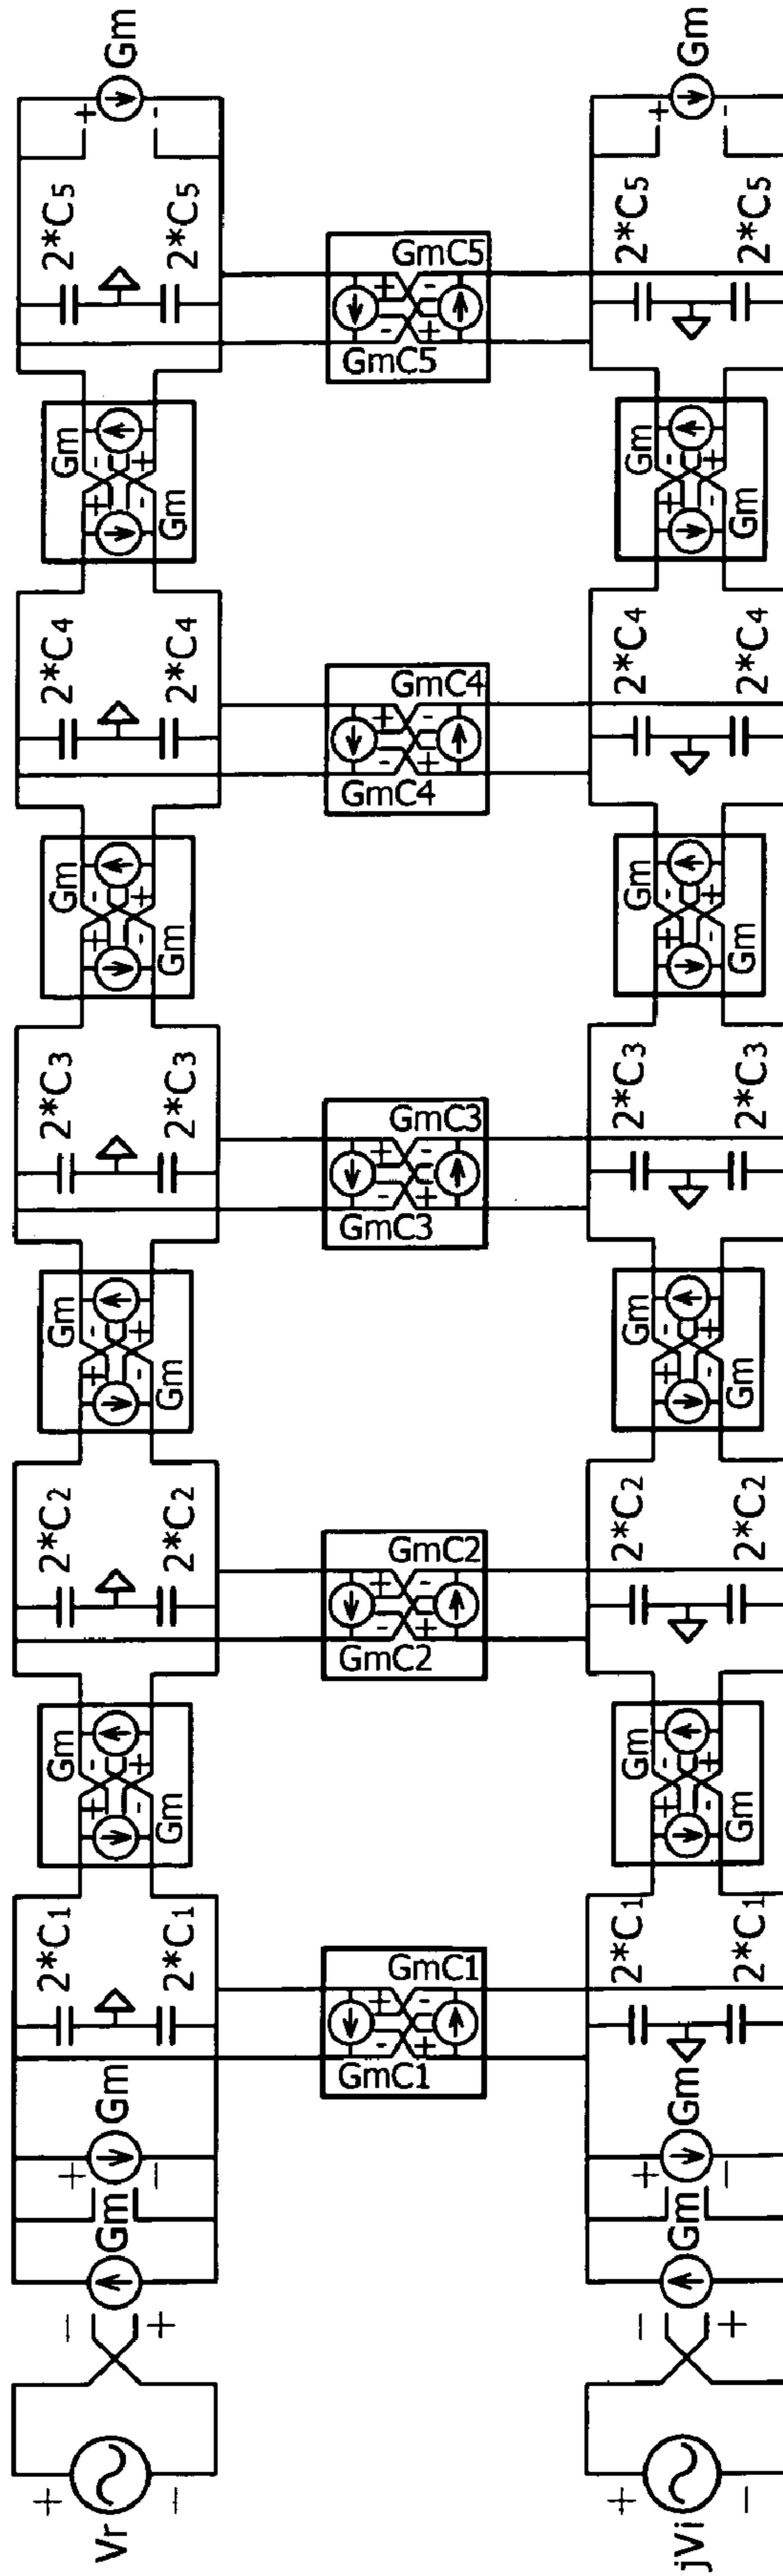 Vr
+
−
−
+
Gm
+
−
Gm
2*C1
2*C1
Gm
+ -
- +
Gm
2*C2
2*C2
Gm
+ -
- +
Gm
2*C3
2*C3
Gm
+ -
- +
Gm
2*C4
2*C4
Gm
+ -
- +
Gm
2*C5
2*C5
+
-
Gm
GmC1
+
- -
+
GmC1
GmC2
+
- -
+
GmC2
GmC3
+
- -
+
GmC3
GmC4
+
- -
+
GmC4
GmC5
+
- -
+
GmC5
jVi
+
−
−
+
Gm
+
−
Gm
2*C1
2*C1
Gm
+ -
- +
Gm
2*C2
2*C2
Gm
+ -
- +
Gm
2*C3
2*C3
Gm
+ -
- +
Gm
2*C4
2*C4
Gm
+ -
- +
Gm
2*C5
2*C5
+
-
Gm